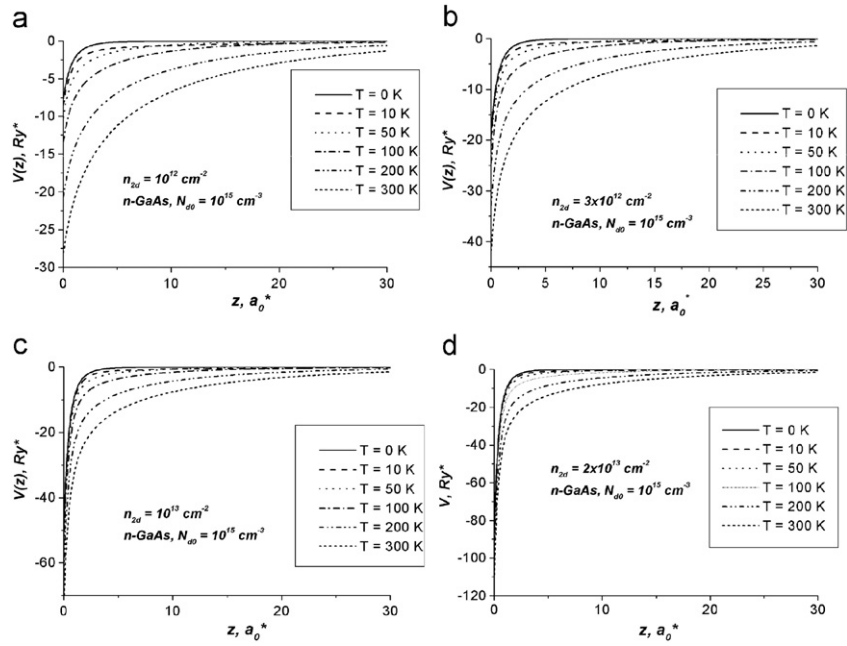 a
V(z), Ry*
0
-5
-10
-15
-20
-25
-30
T = 0 K
T = 10 K
T = 50 K
T = 100 K
T = 200 K
T = 300 K
n2d = 10^12 cm^-2
n-GaAs, Nd0 = 10^15 cm^-3
0 10 20 30
z, a0*
b
V(z), Ry*
0
-10
-20
-30
-40
T = 0 K
T = 10 K
T = 50 K
T = 100 K
T = 200 K
T = 300 K
n2d = 3x10^12 cm^-2
n-GaAs, Nd0 = 10^15 cm^-3
0 5 10 15 20 25 30
z, a0*
c
V(z), Ry*
0
-20
-40
-60
T = 0 K
T = 10 K
T = 50 K
T = 100 K
T = 200 K
T = 300 K
n2d = 10^13 cm^-2
n-GaAs, Nd0 = 10^15 cm^-3
0 10 20 30
z, a0*
d
V, Ry*
0
-20
-40
-60
-80
-100
-120
n2d = 2x10^13 cm^-2
n-GaAs, Nd0 = 10^15 cm^-3
T = 0 K
T = 10 K
T = 50 K
T = 100 K
T = 200 K
T = 300 K
0 10 20 30
z, a0*